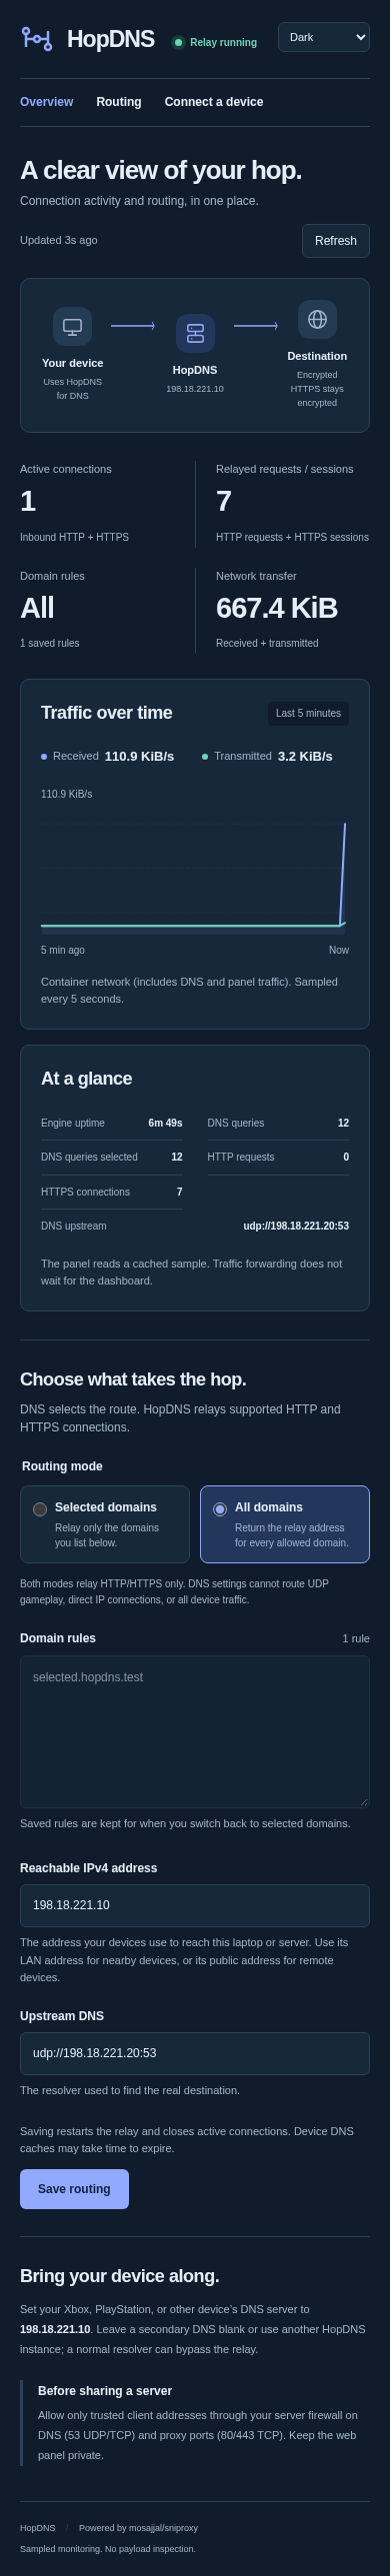 HopDNS
Relay running
Dark
Overview Routing Connect a device
A clear view of your hop.
Connection activity and routing, in one place.
Updated 3s ago
Refresh
Your device
Uses HopDNS
for DNS
HopDNS
198.18.221.10
Destination
Encrypted
HTTPS stays
encrypted
Active connections
1
Inbound HTTP + HTTPS
Relayed requests / sessions
7
HTTP requests + HTTPS sessions
Domain rules
All
1 saved rules
Network transfer
667.4 KiB
Received + transmitted
Traffic over time
Last 5 minutes
Received 110.9 KiB/s
Transmitted 3.2 KiB/s
110.9 KiB/s
5 min ago
Now
Container network (includes DNS and panel traffic). Sampled
every 5 seconds.
At a glance
Engine uptime 6m 49s
DNS queries 12
DNS queries selected 12
HTTP requests 0
HTTPS connections 7
DNS upstream udp://198.18.221.20:53
The panel reads a cached sample. Traffic forwarding does not
wait for the dashboard.
Choose what takes the hop.
DNS selects the route. HopDNS relays supported HTTP and
HTTPS connections.
Routing mode
Selected domains
Relay only the domains
you list below.
All domains
Return the relay address
for every allowed domain.
Both modes relay HTTP/HTTPS only. DNS settings cannot route UDP
gameplay, direct IP connections, or all device traffic.
Domain rules
1 rule
selected.hopdns.test
Saved rules are kept for when you switch back to selected domains.
Reachable IPv4 address
198.18.221.10
The address your devices use to reach this laptop or server. Use its
LAN address for nearby devices, or its public address for remote
devices.
Upstream DNS
udp://198.18.221.20:53
The resolver used to find the real destination.
Saving restarts the relay and closes active connections. Device DNS
caches may take time to expire.
Save routing
Bring your device along.
Set your Xbox, PlayStation, or other device's DNS server to
198.18.221.10. Leave a secondary DNS blank or use another HopDNS
instance; a normal resolver can bypass the relay.
Before sharing a server
Allow only trusted client addresses through your server firewall on
DNS (53 UDP/TCP) and proxy ports (80/443 TCP). Keep the web
panel private.
HopDNS / Powered by mosajjal/sniproxy
Sampled monitoring. No payload inspection.